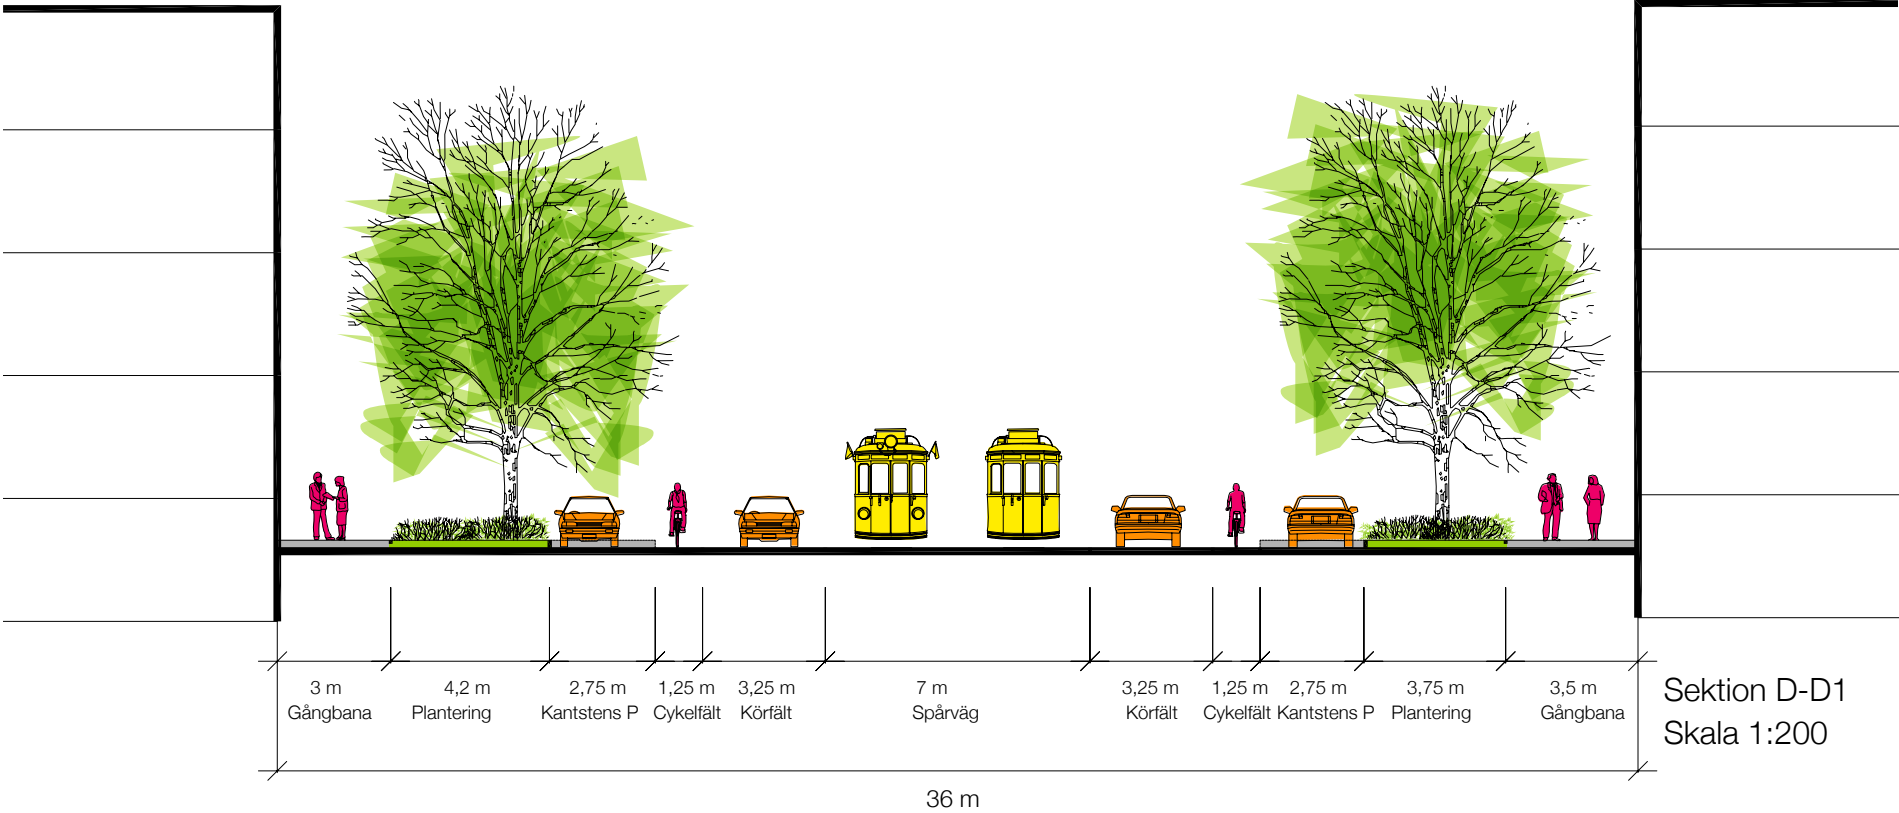 3 m
Gångbana
4,2 m
Plantering
2,75 m
Kantstens P
1,25 m
Cykelfält
3,25 m
Körfält
7 m
Spårväg
3,25 m
Körfält
1,25 m
Cykelfält
2,75 m
Kantstens P
3,75 m
Plantering
3,5 m
Gångbana
Sektion D-D1
Skala 1:200
36 m